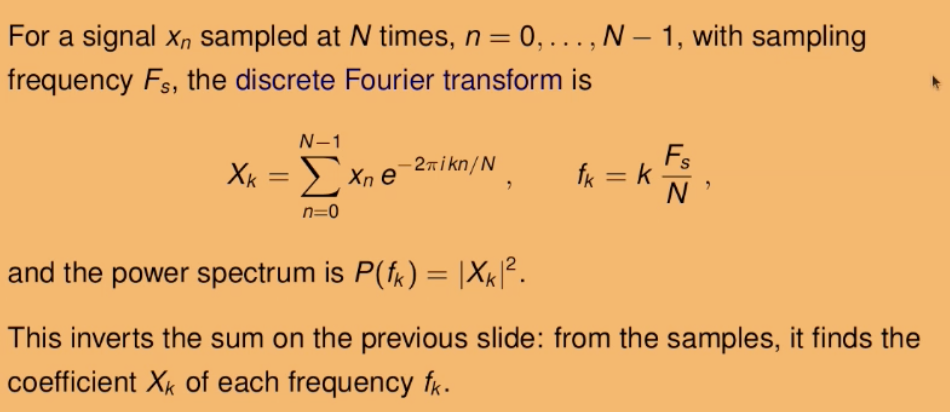 For a signal xₙ sampled at N times, n = 0, . . . , N − 1, with sampling
frequency Fₛ, the discrete Fourier transform is
Xₖ = ∑_{n=0}^{N−1} xₙ e^{−2πikn/N} , fₖ = k Fₛ/N ,
and the power spectrum is P(fₖ) = |Xₖ|².
This inverts the sum on the previous slide: from the samples, it finds the
coefficient Xₖ of each frequency fₖ.